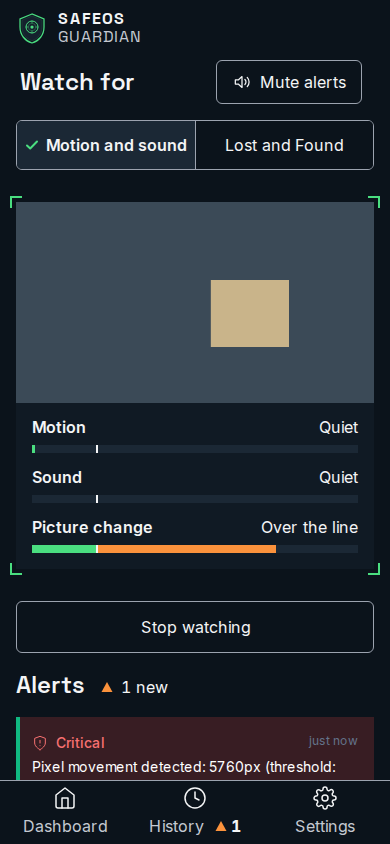 SAFEOS
GUARDIAN
Watch for
Mute alerts
Motion and sound
Lost and Found
Motion Quiet
Sound Quiet
Picture change Over the line
Stop watching
Alerts 1 new
Critical just now
Pixel movement detected: 5760px (threshold:
Dashboard History 1 Settings